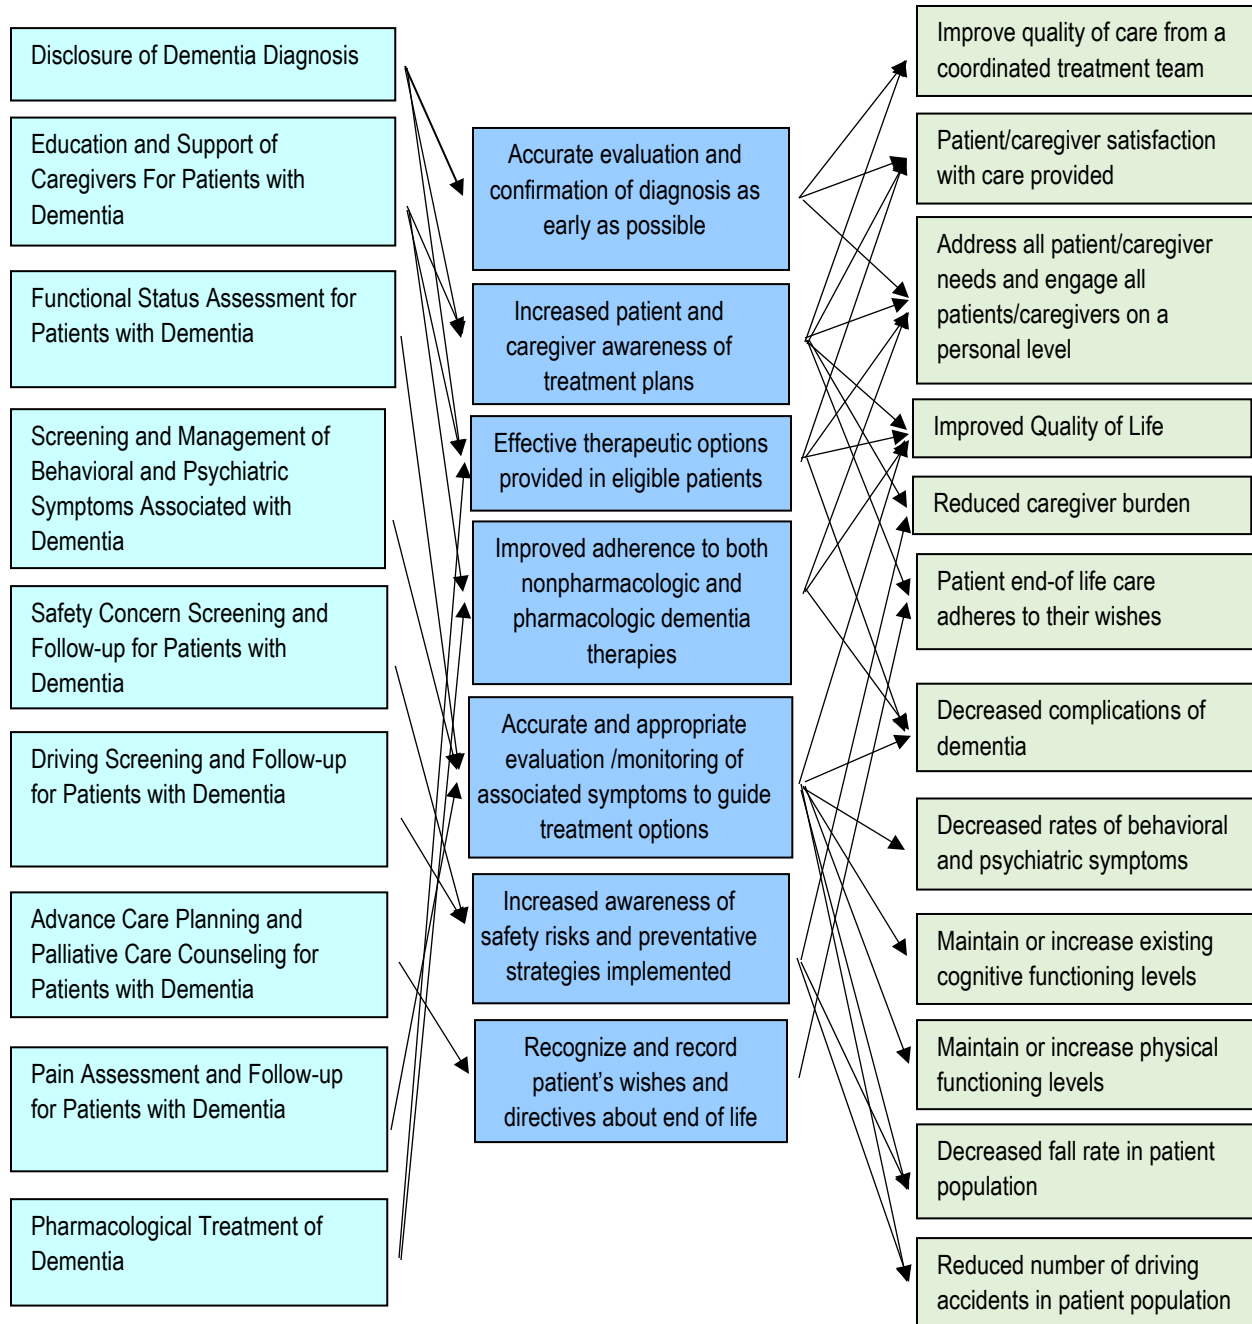 Disclosure of Dementia Diagnosis
Education and Support of
Caregivers For Patients with
Dementia
Functional Status Assessment for
Patients with Dementia
Screening and Management of
Behavioral and Psychiatric
Symptoms Associated with
Dementia
Safety Concern Screening and
Follow-up for Patients with
Dementia
Driving Screening and Follow-up
for Patients with Dementia
Advance Care Planning and
Palliative Care Counseling for
Patients with Dementia
Pain Assessment and Follow-up
for Patients with Dementia
Pharmacological Treatment of
Dementia
Accurate evaluation and
confirmation of diagnosis as
early as possible
Increased patient and
caregiver awareness of
treatment plans
Effective therapeutic options
provided in eligible patients
Improved adherence to both
nonpharmacologic and
pharmacologic dementia
therapies
Accurate and appropriate
evaluation /monitoring of
associated symptoms to guide
treatment options
Increased awareness of
safety risks and preventative
strategies implemented
Recognize and record
patient’s wishes and
directives about end of life
Improve quality of care from a
coordinated treatment team
Patient/caregiver satisfaction
with care provided
Address all patient/caregiver
needs and engage all
patients/caregivers on a
personal level
Improved Quality of Life
Reduced caregiver burden
Patient end-of life care
adheres to their wishes
Decreased complications of
dementia
Decreased rates of behavioral
and psychiatric symptoms
Maintain or increase existing
cognitive functioning levels
Maintain or increase physical
functioning levels
Decreased fall rate in patient
population
Reduced number of driving
accidents in patient population